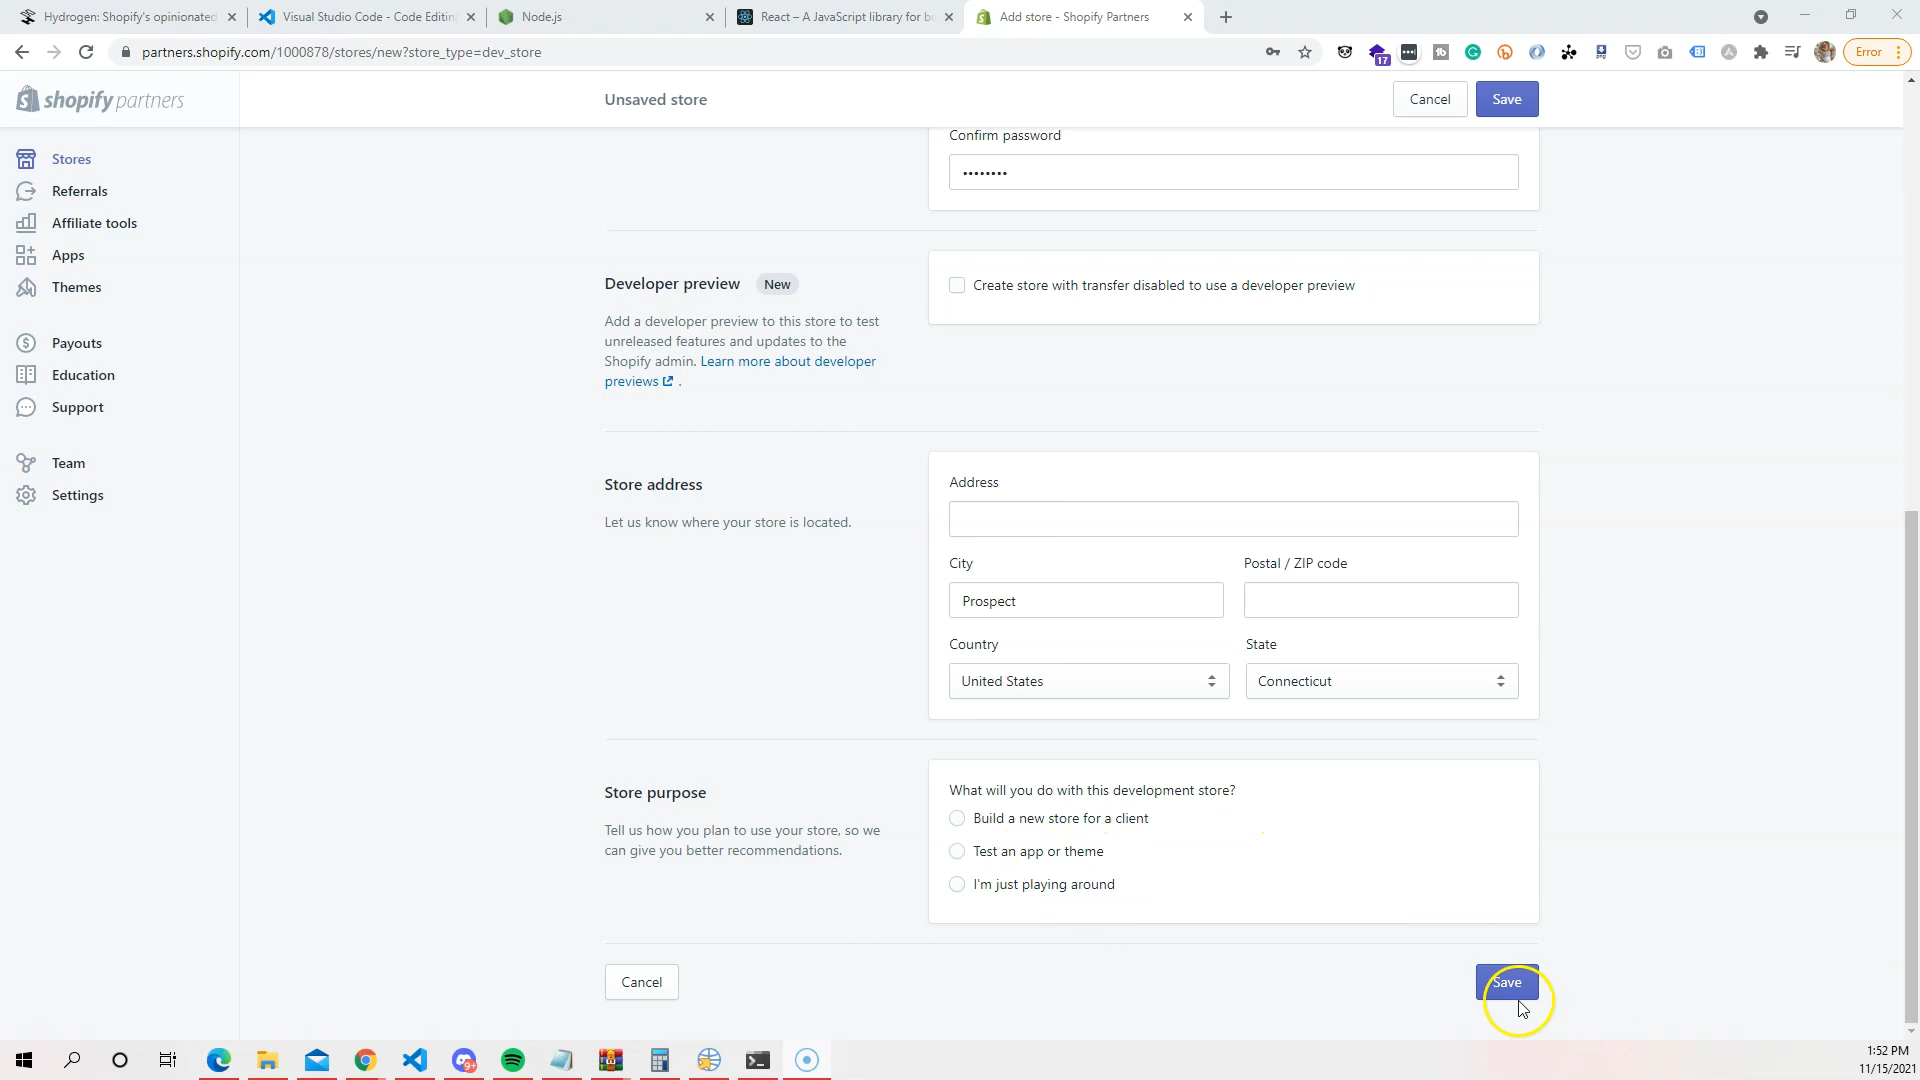 Hydrogen: Shopify's opinionated
Visual Studio Code - Code Editin
Node.js
React – A JavaScript library for bu
Add store - Shopify Partners
partners.shopify.com/1000878/stores/new?store_type=dev_store
17
Error
shopify partners
Unsaved store
Cancel
Save
Stores
Referrals
Affiliate tools
Apps
Themes
Payouts
Education
Support
Team
Settings
Confirm password
••••••••
Developer preview New
Add a developer preview to this store to test
unreleased features and updates to the
Shopify admin. Learn more about developer
previews .
Create store with transfer disabled to use a developer preview
Store address
Let us know where your store is located.
Address
City
Postal / ZIP code
Prospect
Country
State
United States
Connecticut
Store purpose
Tell us how you plan to use your store, so we
can give you better recommendations.
What will you do with this development store?
Build a new store for a client
Test an app or theme
I'm just playing around
Cancel
Save
9+
1:52 PM
11/15/2021